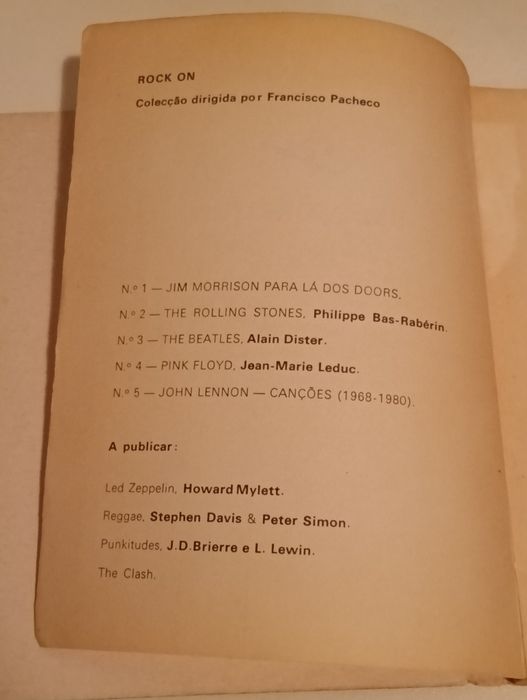 ROCK ON
Colecção dirigida por Francisco Pacheco
N.º 1 — JIM MORRISON PARA LÁ DOS DOORS.
N.º 2 — THE ROLLING STONES, Philippe Bas-Rabérin.
N.º 3 — THE BEATLES, Alain Dister.
N.º 4 — PINK FLOYD, Jean-Marie Leduc.
N.º 5 — JOHN LENNON — CANÇÕES (1968-1980).
A publicar:
Led Zeppelin, Howard Mylett.
Reggae, Stephen Davis & Peter Simon.
Punkitudes, J.D.Brierre e L. Lewin.
The Clash.